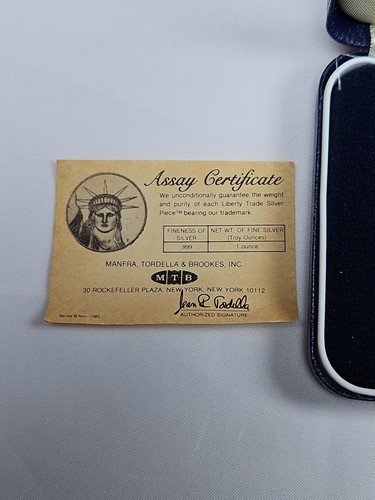 Assay Certificate
We unconditionally guarantee the weight
and purity of each Liberty Trade Silver
Piece™ bearing our trademark.
FINENESS OF SILVER
NET WT. OF FINE SILVER (Troy Ounces)
.999
1 ounce
MANFRA, TORDELLA & BROOKES, INC.
MTB
30 ROCKEFELLER PLAZA, NEW YORK, NEW YORK 10112
Jean R Tordella
AUTHORIZED SIGNATURE